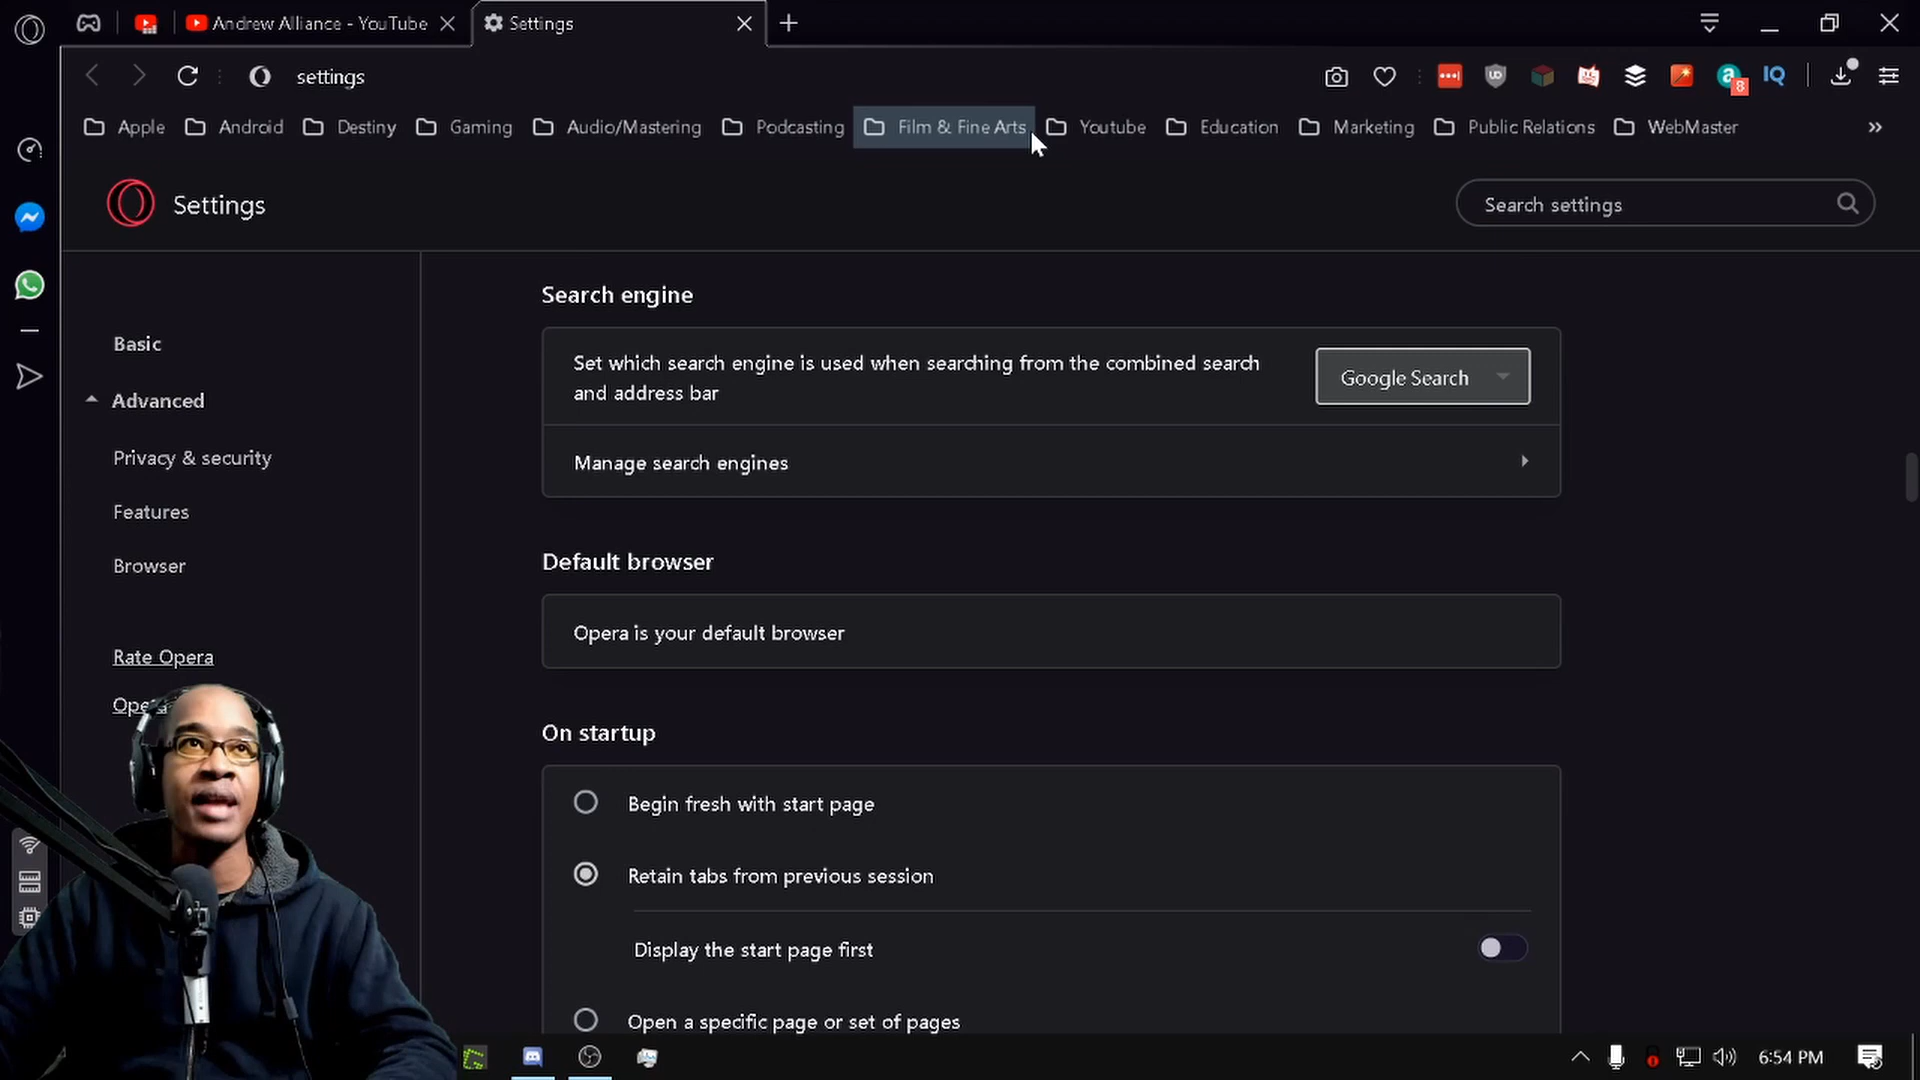 Andrew Alliance - YouTube
Settings
settings
UD
a
8
IQ
Apple
Android
Destiny
Gaming
Audio/Mastering
Podcasting
Film & Fine Arts
Youtube
Education
Marketing
Public Relations
WebMaster
Settings
Search settings
Basic
Advanced
Privacy & security
Features
Browser
Rate Opera
Search engine
Set which search engine is used when searching from the combined search
and address bar
Google Search
Manage search engines
Default browser
Opera is your default browser
On startup
Begin fresh with start page
Retain tabs from previous session
Display the start page first
Open a specific page or set of pages
6:54 PM